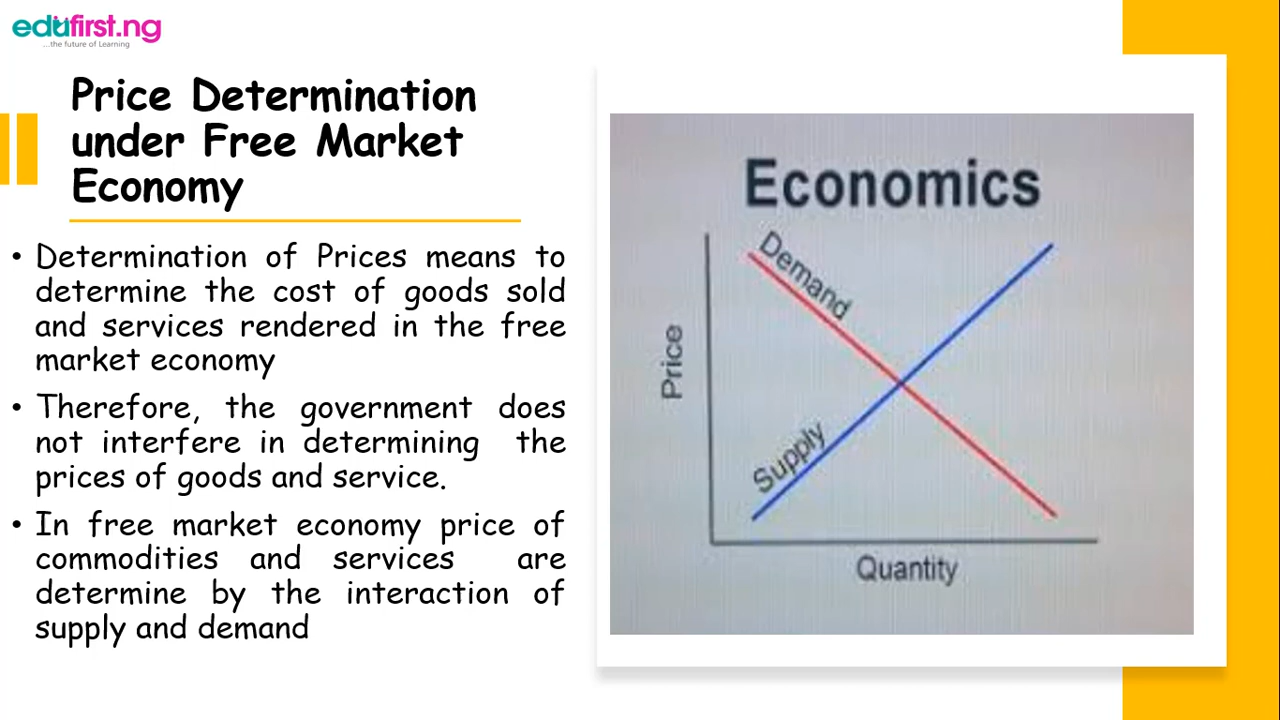 edufirst.ng
...the future of Learning
Price Determination
under Free Market
Economy
• Determination of Prices means to
determine the cost of goods sold
and services rendered in the free
market economy
• Therefore, the government does
not interfere in determining the
prices of goods and service.
• In free market economy price of
commodities and services are
determine by the interaction of
supply and demand
Economics
Demand
Price
Supply
Quantity